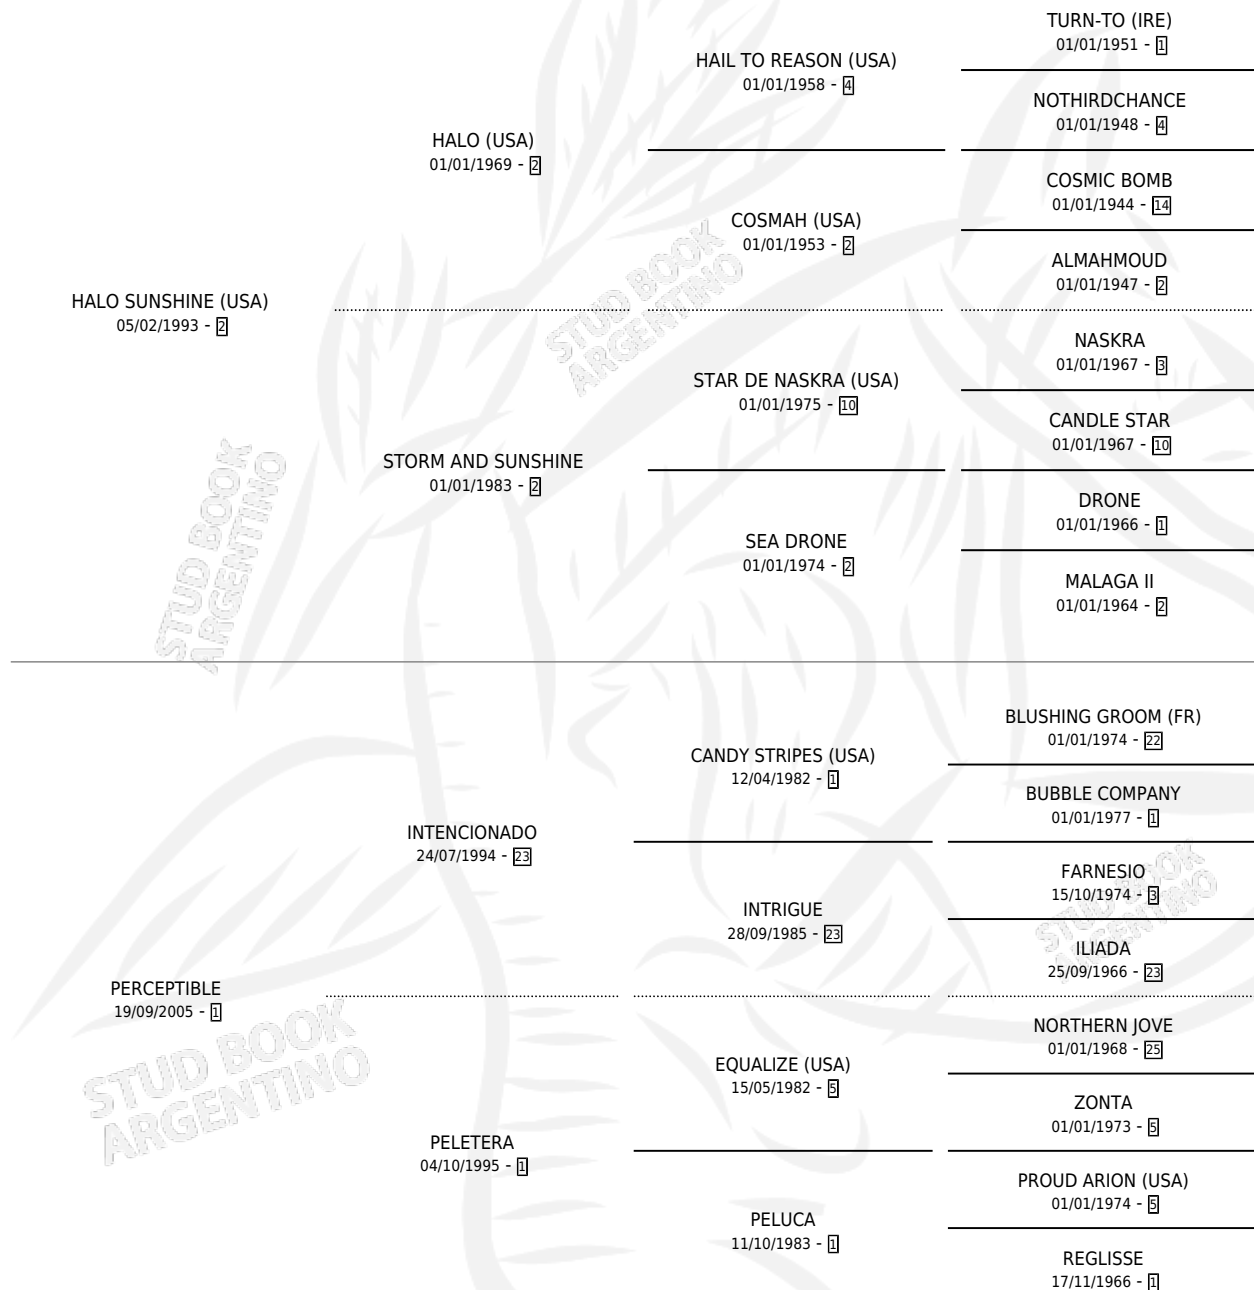 TURN-TO (IRE)
01/01/1951 - 1
HAIL TO REASON (USA)
01/01/1958 - 4
NOTHIRDCHANCE
01/01/1948 - 4
HALO (USA)
01/01/1969 - 2
COSMIC BOMB
01/01/1944 - 14
COSMAH (USA)
01/01/1953 - 2
ALMAHMOUD
01/01/1947 - 2
HALO SUNSHINE (USA)
05/02/1993 - 2
NASKRA
01/01/1967 - 3
STAR DE NASKRA (USA)
01/01/1975 - 10
CANDLE STAR
01/01/1967 - 10
STORM AND SUNSHINE
01/01/1983 - 2
DRONE
01/01/1966 - 1
SEA DRONE
01/01/1974 - 2
MALAGA II
01/01/1964 - 2
BLUSHING GROOM (FR)
01/01/1974 - 22
CANDY STRIPES (USA)
12/04/1982 - 1
BUBBLE COMPANY
01/01/1977 - 1
INTENCIONADO
24/07/1994 - 23
FARNESIO
15/10/1974 - 3
INTRIGUE
28/09/1985 - 23
ILIADA
25/09/1966 - 23
PERCEPTIBLE
19/09/2005 - 1
NORTHERN JOVE
01/01/1968 - 25
EQUALIZE (USA)
15/05/1982 - 5
ZONTA
01/01/1973 - 5
PELETERA
04/10/1995 - 1
PROUD ARION (USA)
01/01/1974 - 5
PELUCA
11/10/1983 - 1
REGLISSE
17/11/1966 - 1
STUD BOOK
ARGENTINO
STUD BOOK
ARGENTINO
STUD BOOK
ARGENTINO
STUD BOOK
ARGENTINO